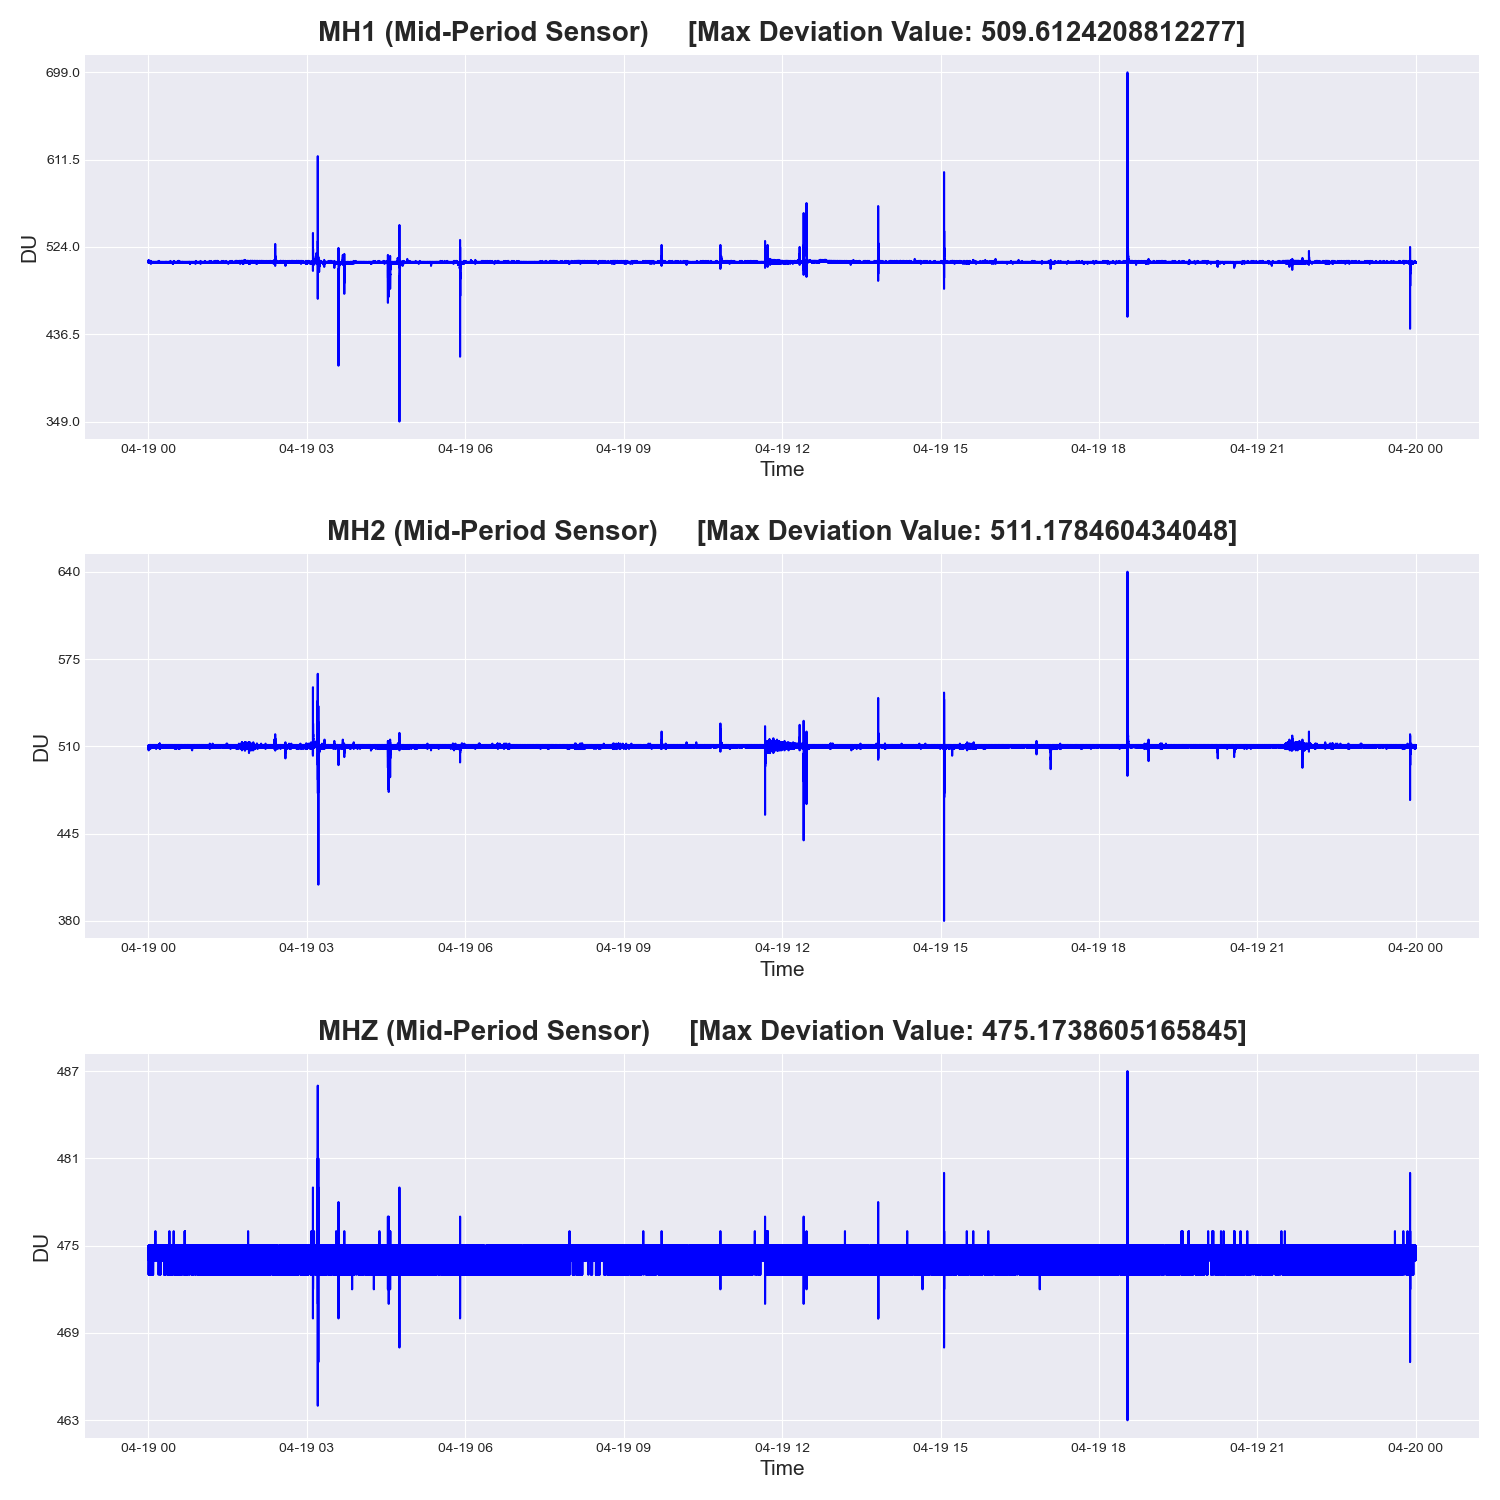 MH1 (Mid-Period Sensor) [Max Deviation Value: 509.6124208812277]
699.0
611.5
524.0
436.5
349.0
DU
04-19 00 04-19 03 04-19 06 04-19 09 04-19 12 04-19 15 04-19 18 04-19 21 04-20 00
Time
MH2 (Mid-Period Sensor) [Max Deviation Value: 511.178460434048]
640
575
510
445
380
DU
04-19 00 04-19 03 04-19 06 04-19 09 04-19 12 04-19 15 04-19 18 04-19 21 04-20 00
Time
MHZ (Mid-Period Sensor) [Max Deviation Value: 475.1738605165845]
487
481
475
469
463
DU
04-19 00 04-19 03 04-19 06 04-19 09 04-19 12 04-19 15 04-19 18 04-19 21 04-20 00
Time